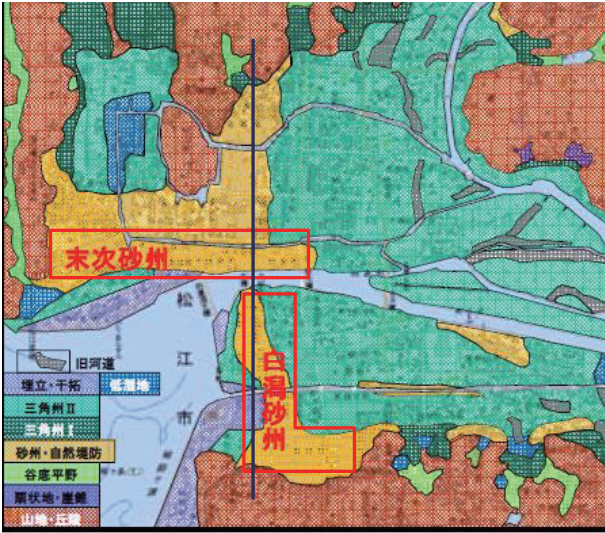 末次砂州
松
江
市
白潟砂州
旧河道
埋立・干拓
低湿地
三角州Ⅱ
三角州Ⅰ
砂州・自然堤防
谷底平野
扇状地・崖錐
山地・丘陵